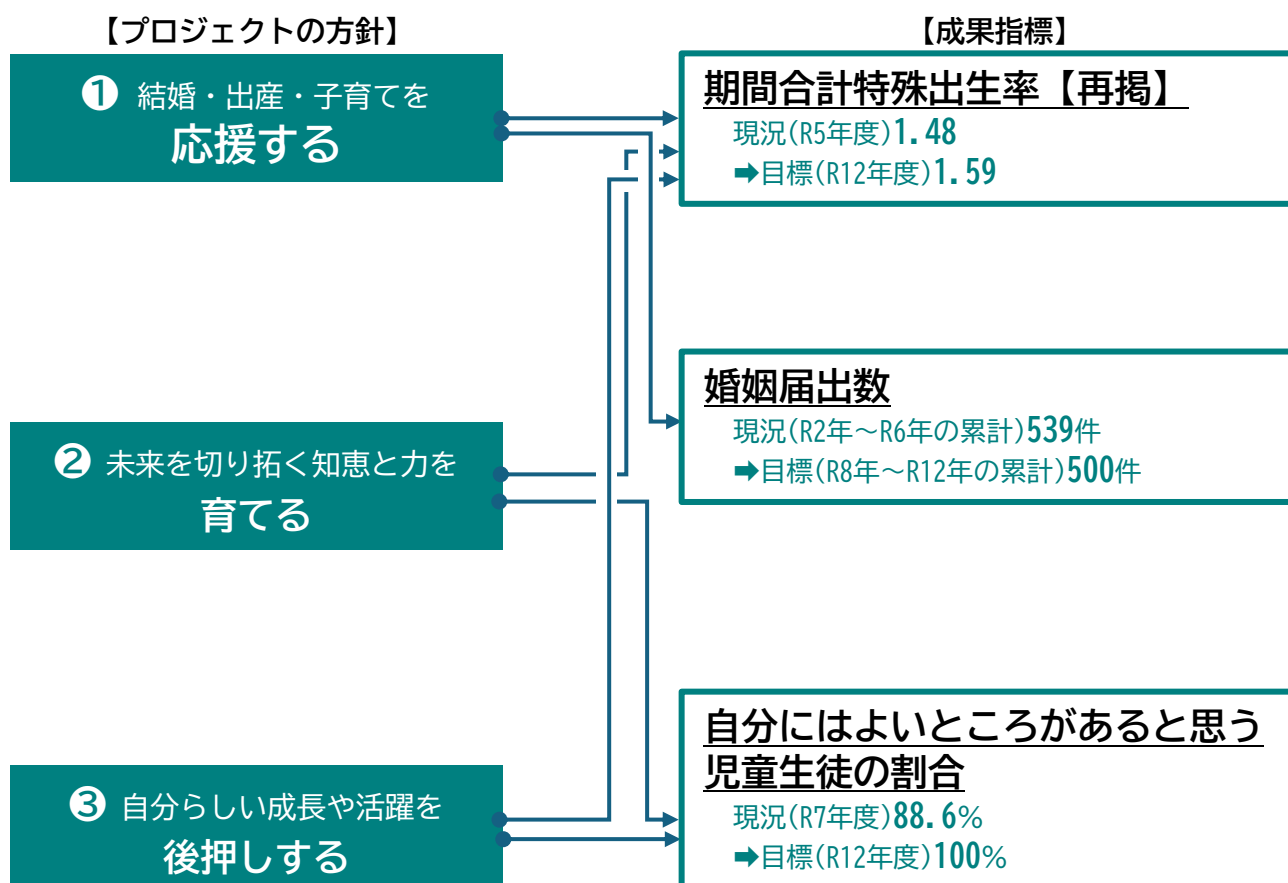 【プロジェクトの方針】
【成果指標】
❶ 結婚・出産・子育てを
応援する
期間合計特殊出生率【再掲】
現況(R5年度)1.48
➡目標(R12年度)1.59
婚姻届出数
現況(R2年～R6年の累計)539件
➡目標(R8年～R12年の累計)500件
❷ 未来を切り拓く知恵と力を
育てる
❸ 自分らしい成長や活躍を
後押しする
自分にはよいところがあると思う
児童生徒の割合
現況(R7年度)88.6%
➡目標(R12年度)100%